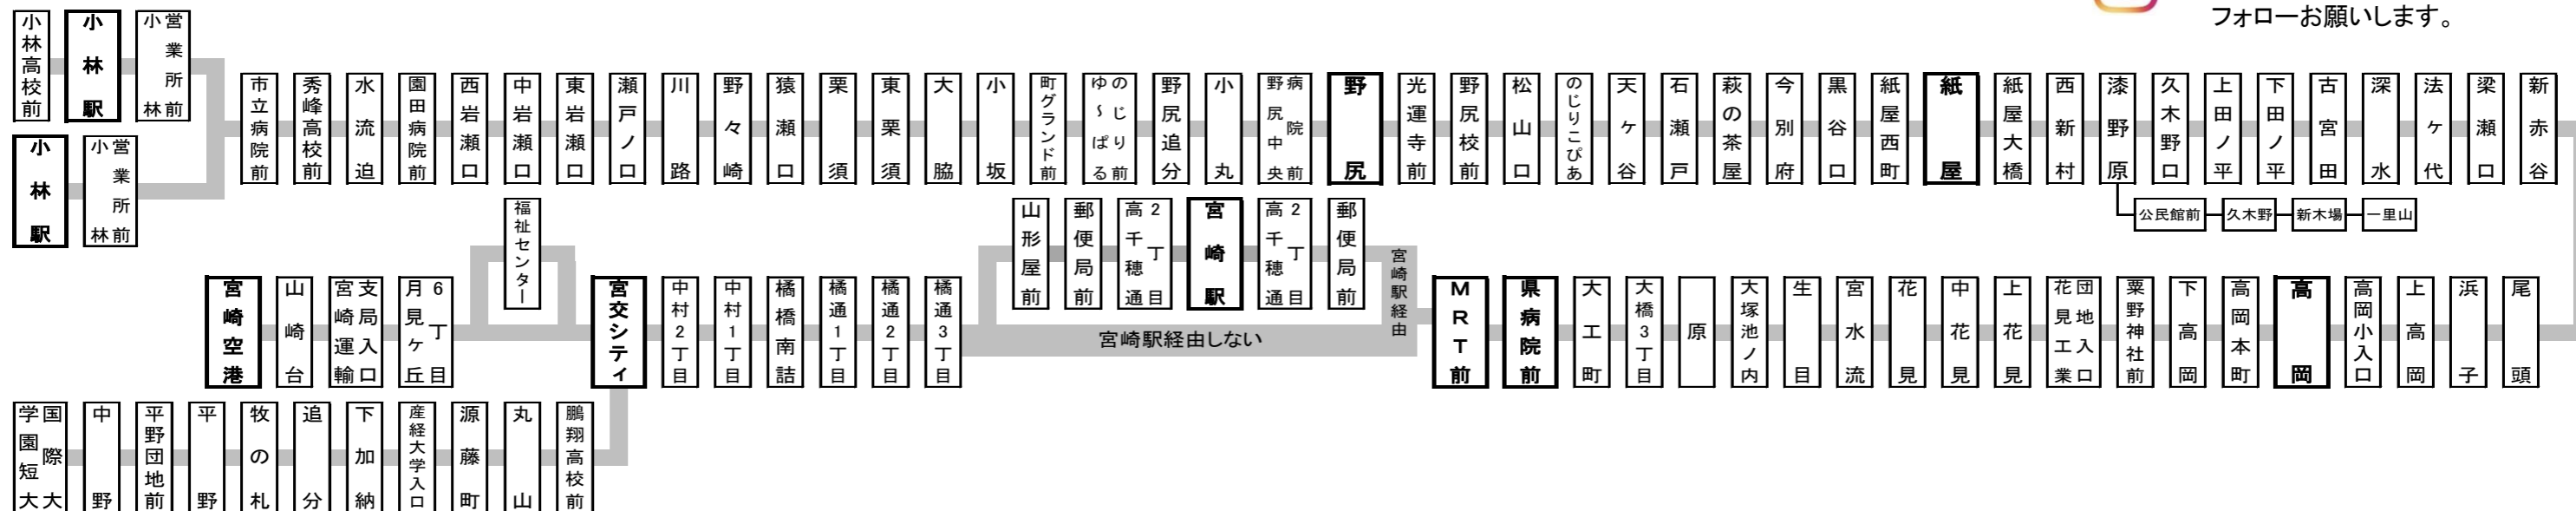 フォローお願いします。
小林高校前
小林駅
小林営業所前
小林駅
小林営業所前
市立病院前
秀峰高校前
水流迫
園田病院前
西岩瀬口
中岩瀬口
東岩瀬口
瀬戸ノ口
川路
野々崎
猿瀬口
栗須
東栗須
大脇
小坂
町グランド前
のじりゆ~ぱる前
野尻追分
小丸
野尻中央病院前
野尻
光運寺前
野尻校前
松山口
のじりこぴあ
天ヶ谷
石瀬戸
萩の茶屋
今別府
黒谷口
紙屋西町
紙屋
紙屋大橋
西新村
漆野原
久木野口
上田ノ平
下田ノ平
古宮田
深水
法ヶ代
梁瀬口
新赤谷
公民館前
久木野
新木場
一里山
尾頭
浜子
上高岡
高岡小入口
高岡
高岡本町
下高岡
粟野神社前
花見工業団地入口
上花見
中花見
花見
宮水流
生目
大塚池ノ内
原
大橋3丁目
大工町
県病院前
MRT前
宮崎駅経由
郵便局前
高千穂通2丁目
宮崎駅
高千穂通2丁目
郵便局前
山形屋前
宮崎駅経由しない
橘通3丁目
橘通2丁目
橘通1丁目
橘橋南詰
中村1丁目
中村2丁目
宮交シティ
福祉センター
月見ヶ丘6丁目
宮崎運輸支局入口
山崎台
宮崎空港
鵬翔高校前
丸山
源藤町
産経大学入口
下加納
追分
牧の札
平野
平野団地前
中野
国際大学園短大